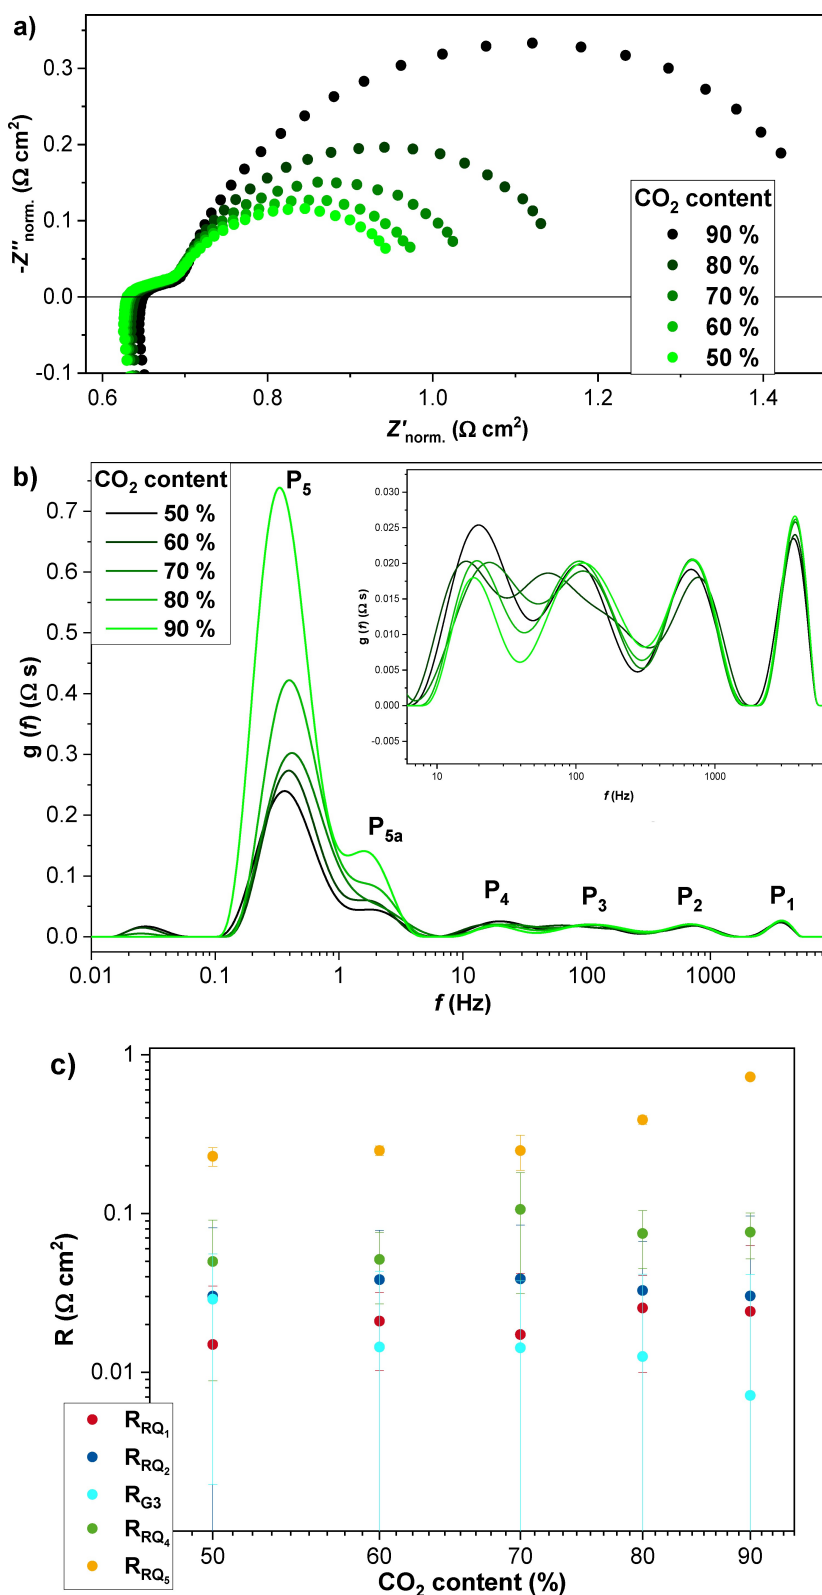 a)
0.3
0.2
0.1
0.0
-0.1
-Z″norm. (Ω cm²)
CO₂ content
90 %
80 %
70 %
60 %
50 %
0.6 0.8 1.0 1.2 1.4
Z′norm. (Ω cm²)
b)
CO₂ content
50 %
60 %
70 %
80 %
90 %
P₅
P₅ₐ
P₄ P₃ P₂ P₁
0.7
0.6
0.5
0.4
0.3
0.2
0.1
0.0
g (f) (Ω s)
0.030
0.025
0.020
0.015
0.010
0.005
0.000
-0.005
g (f) (Ω s)
10 100 1000
f (Hz)
0.01 0.1 1 10 100 1000
f (Hz)
c)
1
0.1
0.01
R (Ω cm²)
R_RQ₁
R_RQ₂
R_G3
R_RQ₄
R_RQ₅
50 60 70 80 90
CO₂ content (%)